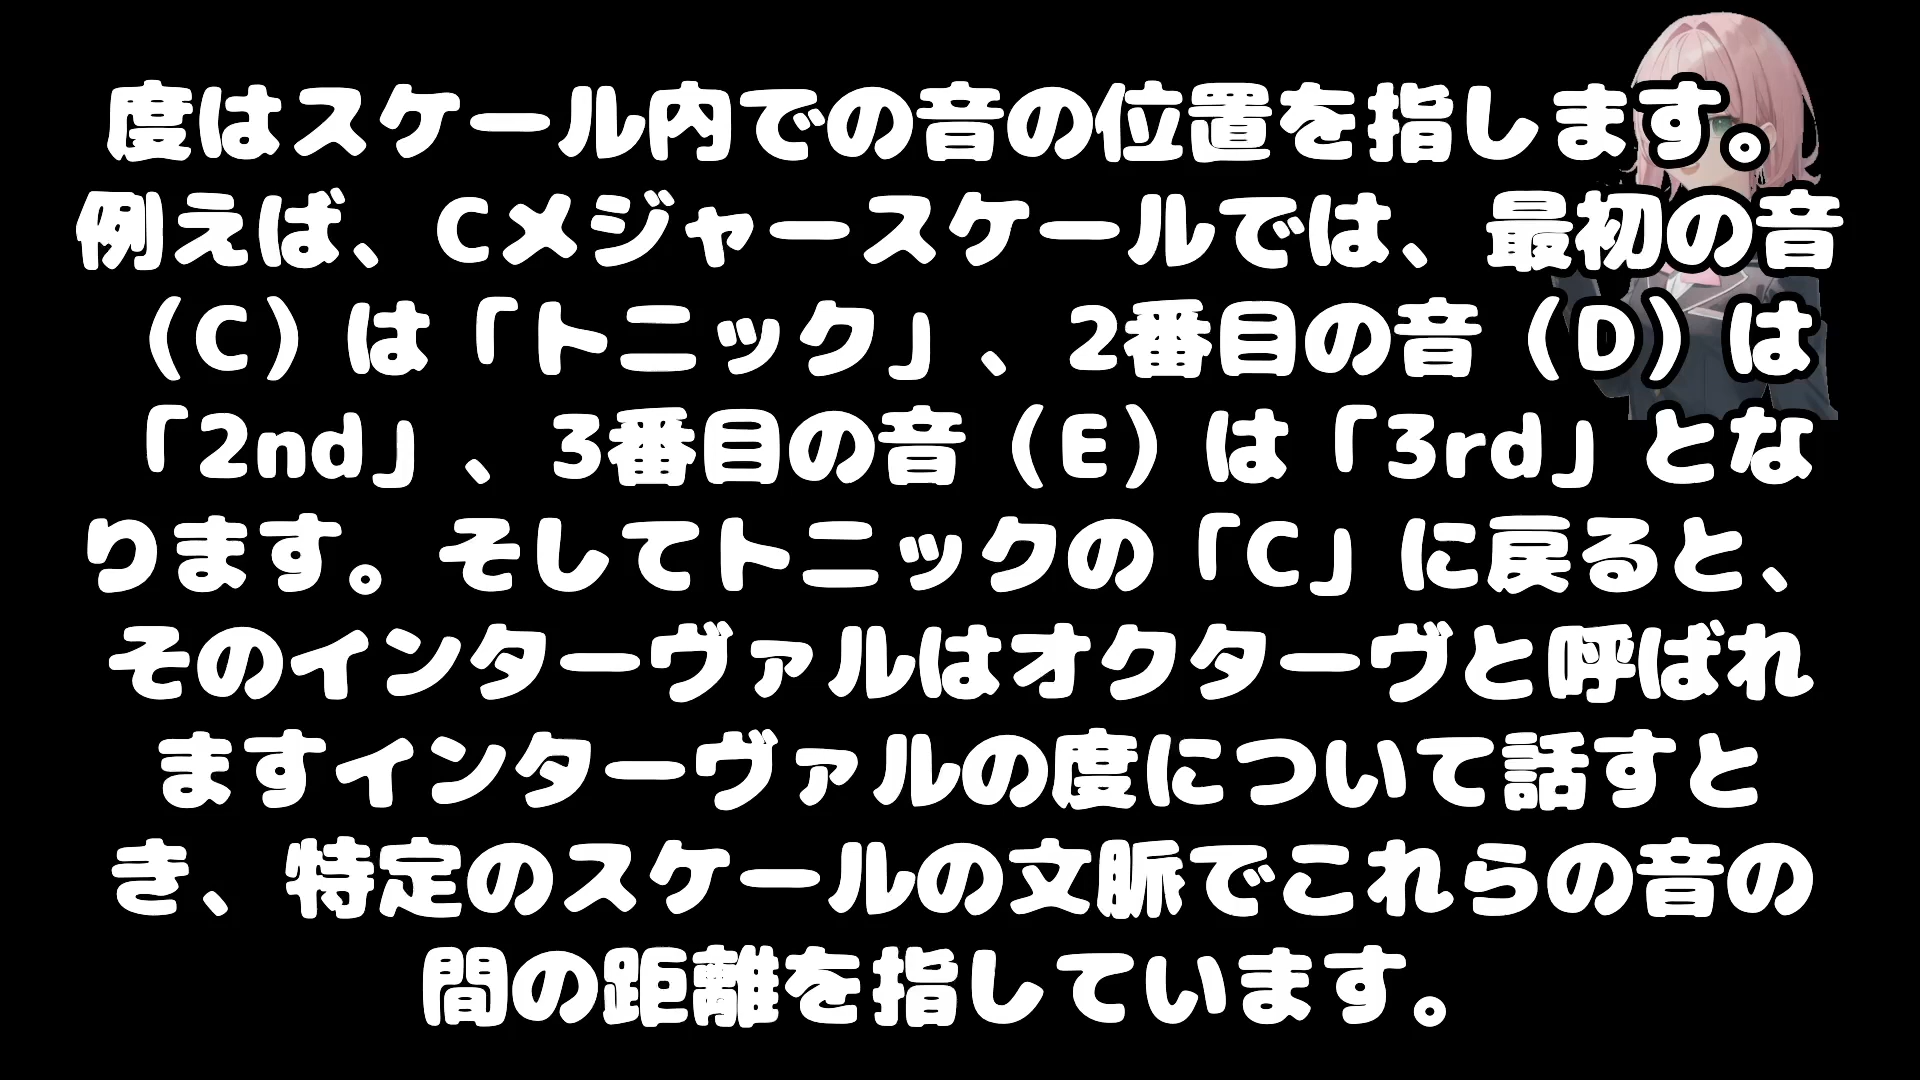 度はスケール内での音の位置を指します。
例えば、Cメジャースケールでは、最初の音
（C）は「トニック」、2番目の音（D）は
「2nd」、3番目の音（E）は「3rd」とな
ります。そしてトニックの「C」に戻ると、
そのインターヴァルはオクターヴと呼ばれ
ますインターヴァルの度について話すと
き、特定のスケールの文脈でこれらの音の
間の距離を指しています。